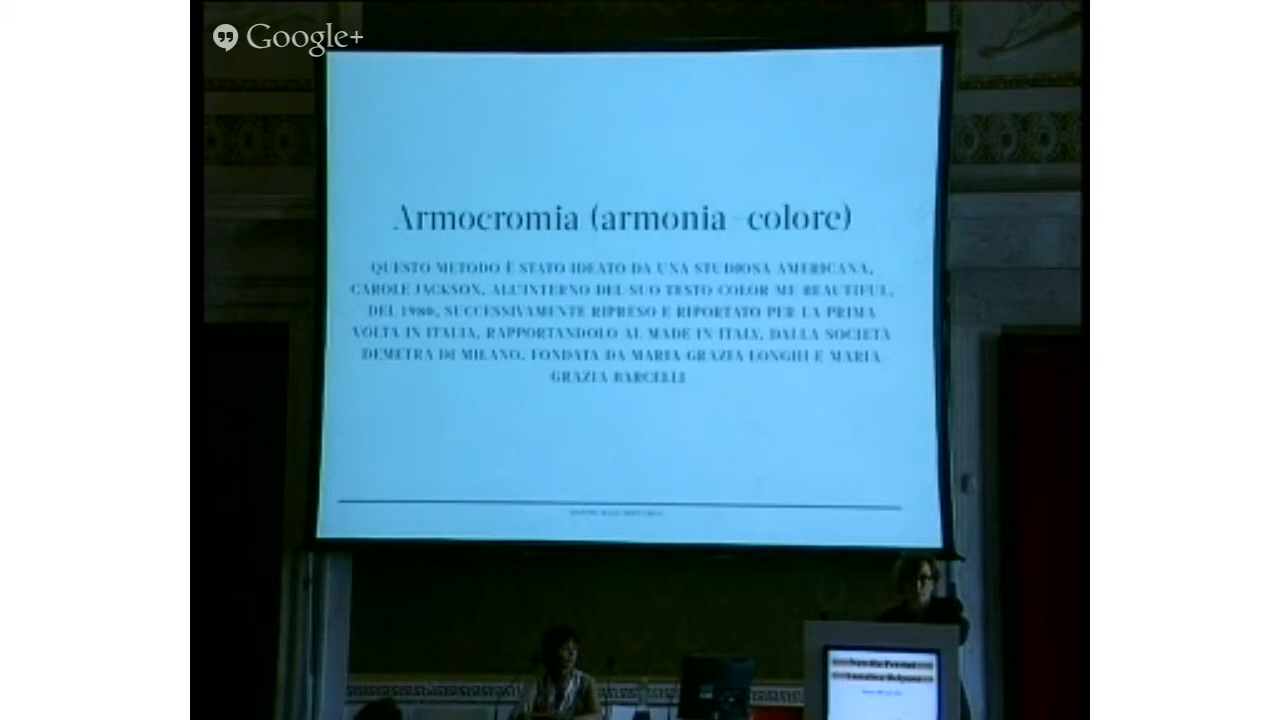 Google+
Armocromia (armonia-colore)
QUESTO METODO È STATO IDEATO DA UNA STUDIOSA AMERICANA,
CAROLE JACKSON, ALL'INTERNO DEL SUO TESTO COLOR ME BEAUTIFUL,
DEL 1980, SUCCESSIVAMENTE RIPRESO E RIPORTATO PER LA PRIMA
VOLTA IN ITALIA, RAPPORTANDOLO AL MADE IN ITALY, DALLA SOCIETÀ
DEMETRA DI MILANO, FONDATA DA MARIA GRAZIA LONGHI E MARIA
GRAZIA BARCELLI